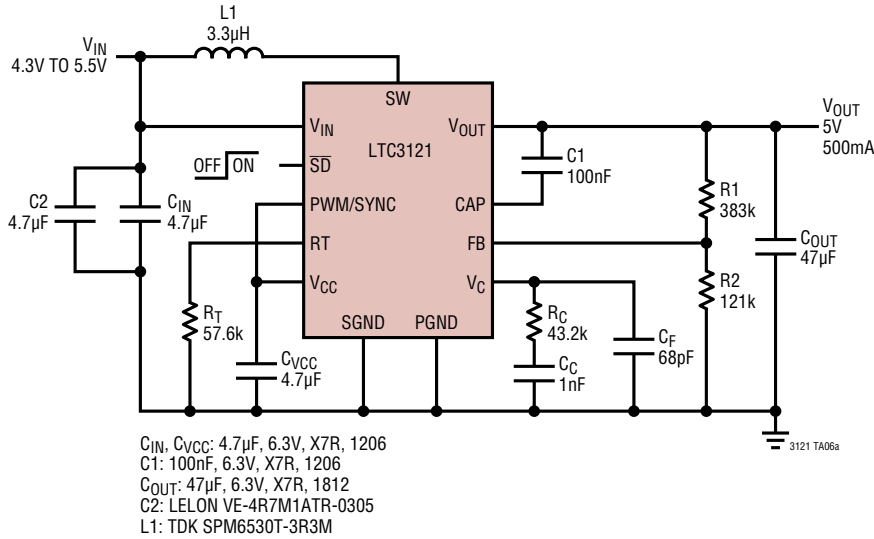 L1
3.3µH
VIN
4.3V TO 5.5V
SW
VIN
VOUT
LTC3121
VOUT
5V
500mA
OFF ON
SD
C1
100nF
R1
383k
C2
4.7µF
CIN
4.7µF
PWM/SYNC
CAP
RT
FB
COUT
47µF
VCC
VC
R2
121k
RT
57.6k
SGND
PGND
RC
43.2k
CF
68pF
CVCC
4.7µF
CC
1nF
3121 TA06a
CIN, CVCC: 4.7µF, 6.3V, X7R, 1206
C1: 100nF, 6.3V, X7R, 1206
COUT: 47µF, 6.3V, X7R, 1812
C2: LELON VE-4R7M1ATR-0305
L1: TDK SPM6530T-3R3M